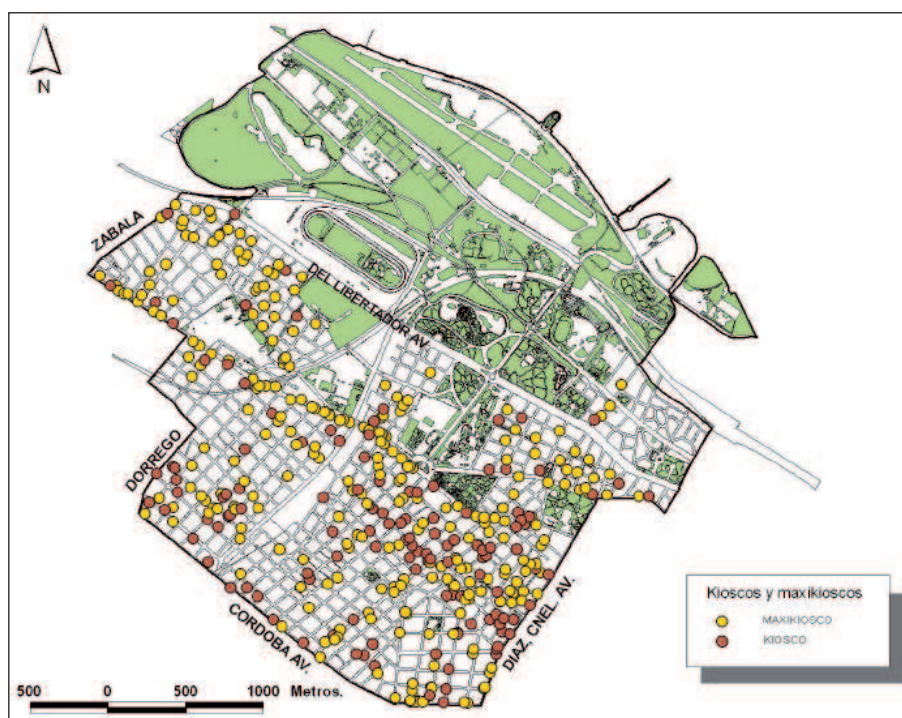 N
ZABALA
DEL LIBERTADOR AV.
DORREGO
CORDOBA AV.
DIAZ, CNEL. AV.
Kioscos y maxikioscos
MAXIKIOSCO
KIOSCO
500 0 500 1000 Metros.